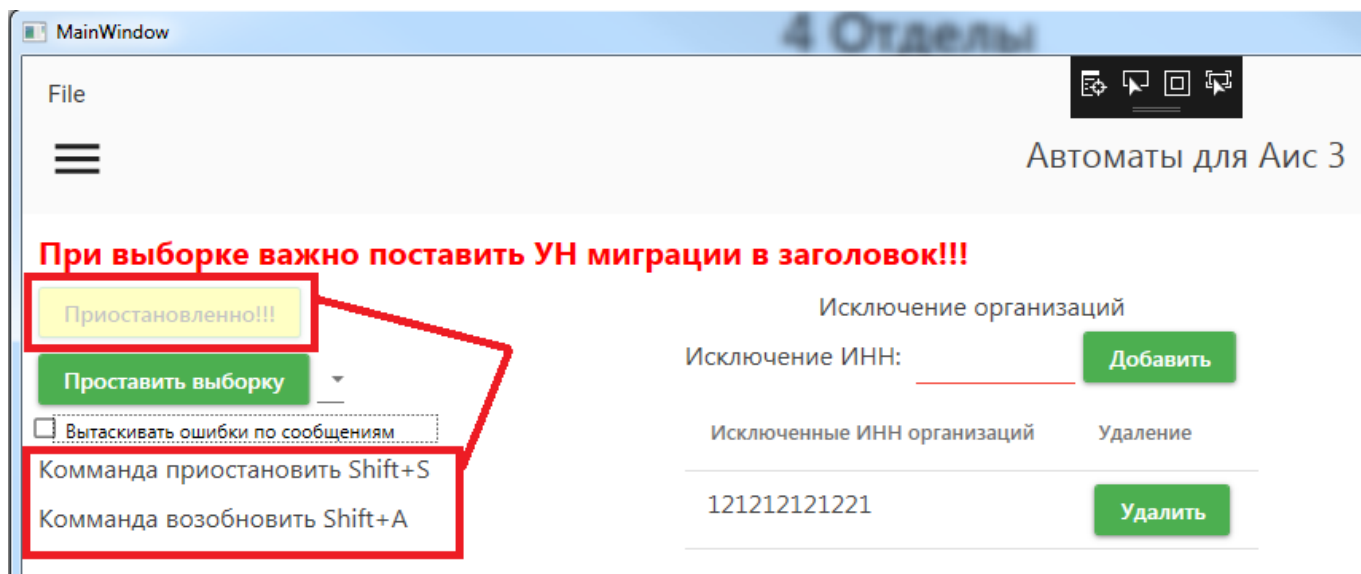 MainWindow
4 Отделы
File
Автоматы для Аис 3
При выборке важно поставить УН миграции в заголовок!!!
Приостановленно!!!
Исключение организаций
Исключение ИНН:
Добавить
Проставить выборку
Вытаскивать ошибки по сообщениям
Исключенные ИНН организаций
Удаление
Комманда приостановить Shift+S
Комманда возобновить Shift+A
121212121221
Удалить